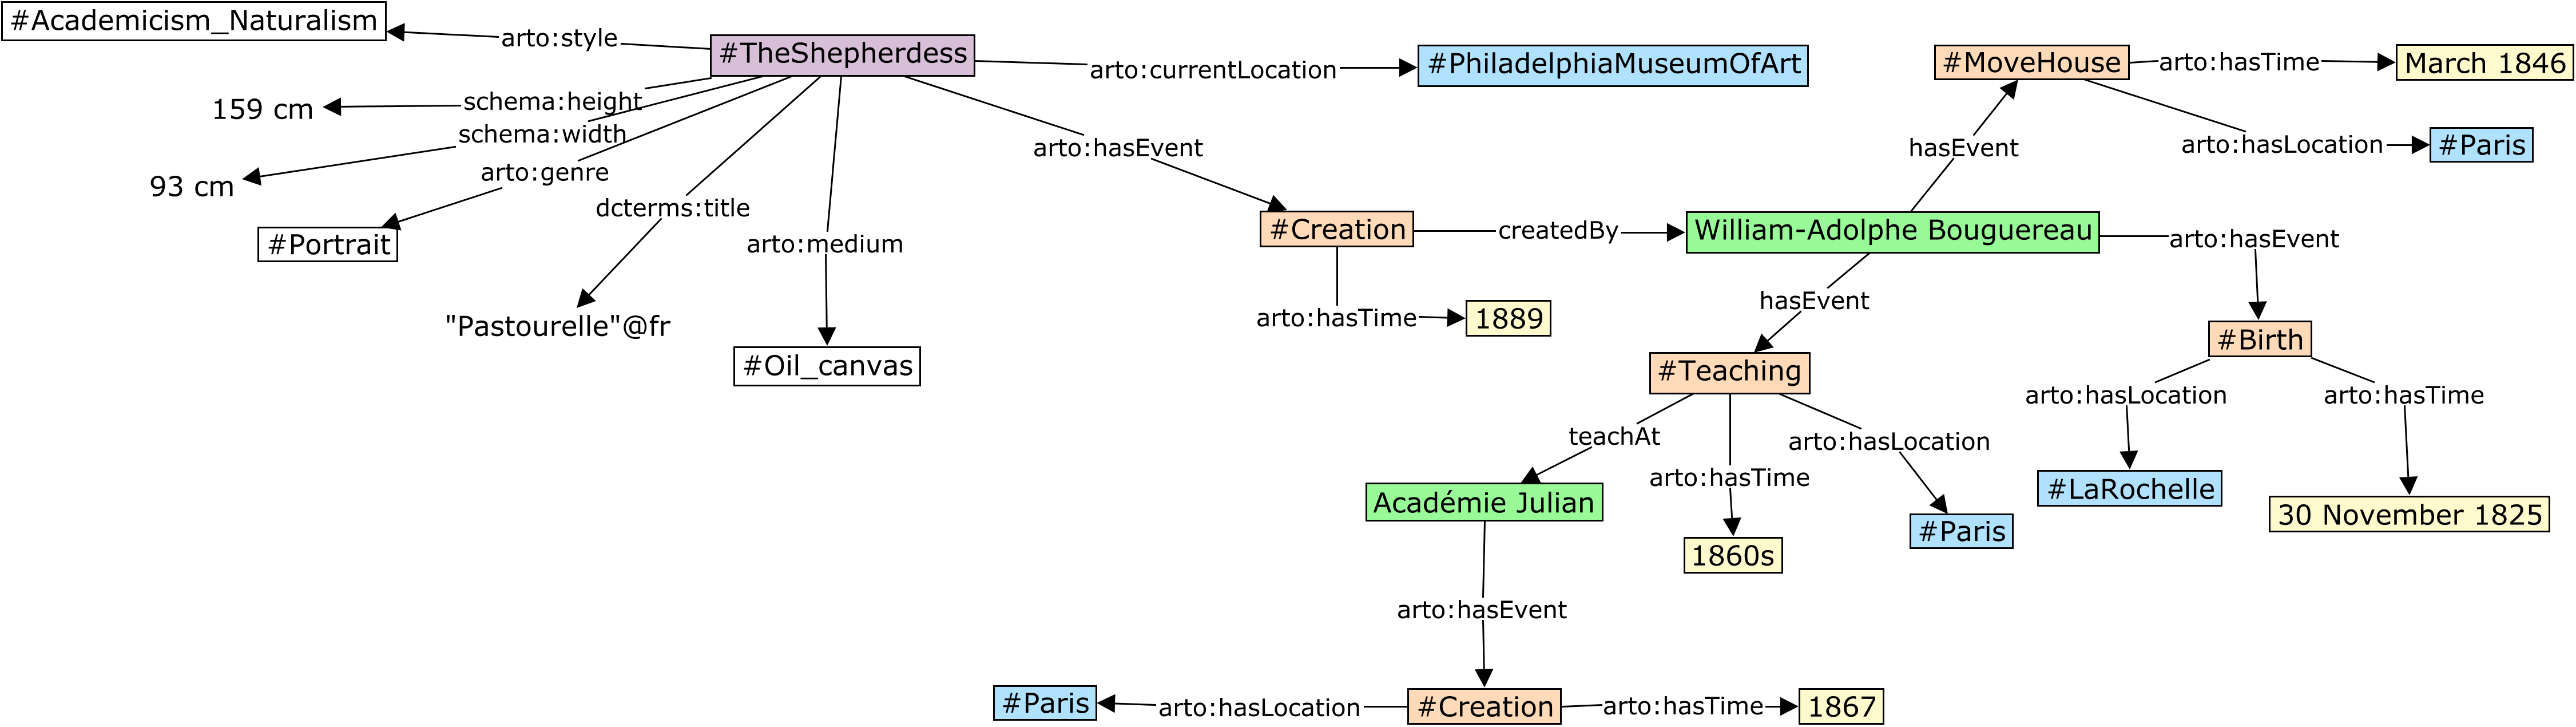 #Academicism_Naturalism
arto:style
#TheShepherdess
arto:currentLocation
#PhiladelphiaMuseumOfArt
#MoveHouse
arto:hasTime
March 1846
159 cm
schema:height
schema:width
93 cm
arto:genre
#Portrait
dcterms:title
"Pastourelle"@fr
arto:medium
#Oil_canvas
arto:hasEvent
hasEvent
arto:hasLocation
#Paris
#Creation
createdBy
William-Adolphe Bouguereau
arto:hasEvent
arto:hasTime
1889
hasEvent
#Teaching
#Birth
teachAt
arto:hasTime
arto:hasLocation
arto:hasLocation
arto:hasTime
Académie Julian
1860s
#Paris
#LaRochelle
30 November 1825
arto:hasEvent
#Paris
arto:hasLocation
#Creation
arto:hasTime
1867